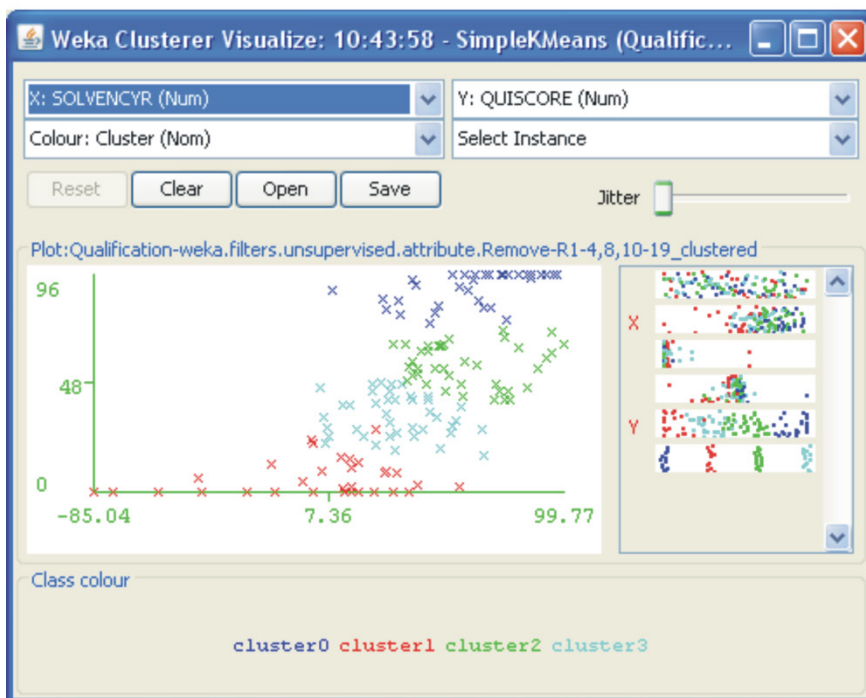 Weka Clusterer Visualize: 10:43:58 - SimpleKMeans (Qualific...
X: SOLVENCYR (Num) Y: QUISCORE (Num)
Colour: Cluster (Nom) Select Instance
Reset Clear Open Save Jitter
Plot:Qualification-weka.filters.unsupervised.attribute.Remove-R1-4,8,10-19_clustered
96
X
48
Y
0
-85.04 7.36 99.77
Class colour
cluster0 cluster1 cluster2 cluster3